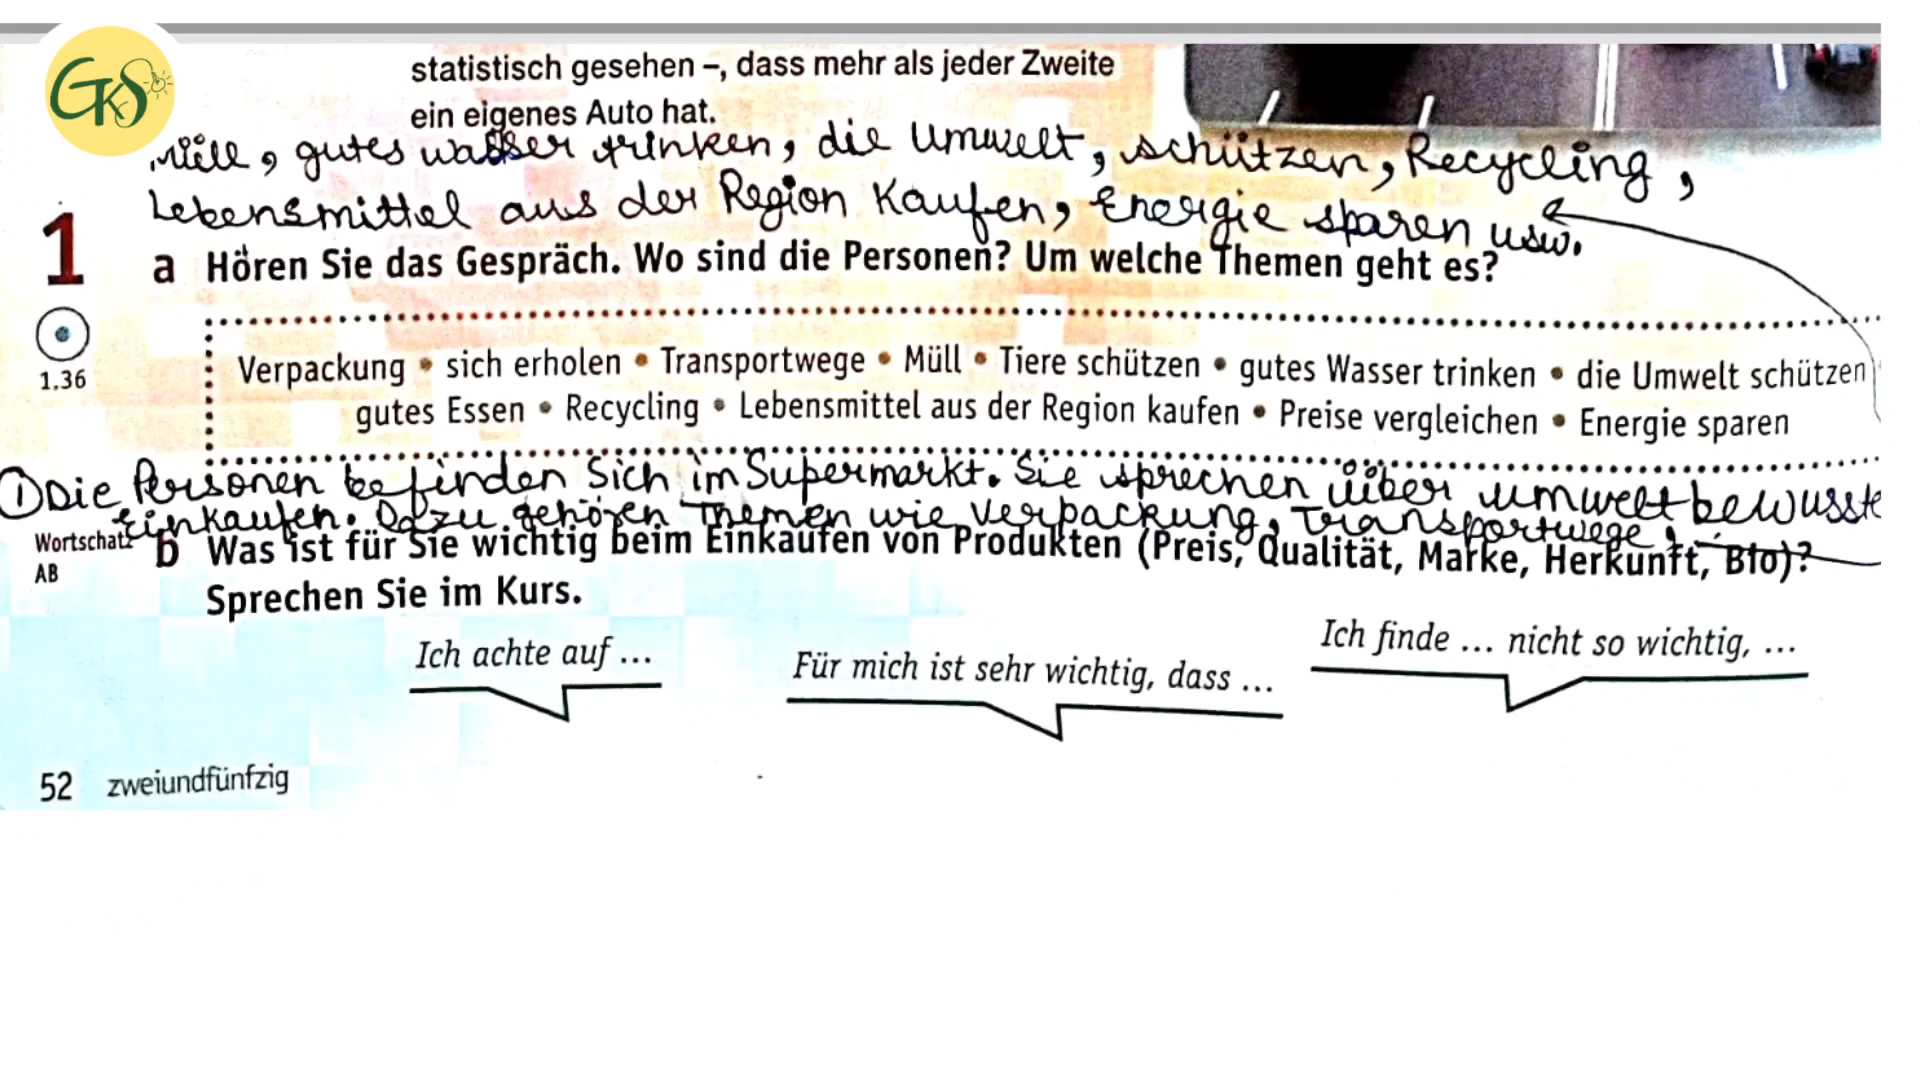 GKS
statistisch gesehen –, dass mehr als jeder Zweite
ein eigenes Auto hat.
Müll, gutes wasser trinken, die Umwelt, schützen, Recycling,
Lebensmittel aus der Region Kaufen, Energie sparen usw.
1
a Hören Sie das Gespräch. Wo sind die Personen? Um welche Themen geht es?
1.36
Verpackung • sich erholen • Transportwege • Müll • Tiere schützen • gutes Wasser trinken • die Umwelt schützen
gutes Essen • Recycling • Lebensmittel aus der Region kaufen • Preise vergleichen • Energie sparen
① Die Personen befinden Sich im Supermarkt. Sie sprechen über umweltbewusste
Einkaufen. Dazu gehören Themen wie Verpackung, Transportwege,
Wortschatz
AB
b Was ist für Sie wichtig beim Einkaufen von Produkten (Preis, Qualität, Marke, Herkunft, Bio)?
Sprechen Sie im Kurs.
Ich achte auf ...
Für mich ist sehr wichtig, dass ...
Ich finde ... nicht so wichtig, ...
52 zweiundfünfzig